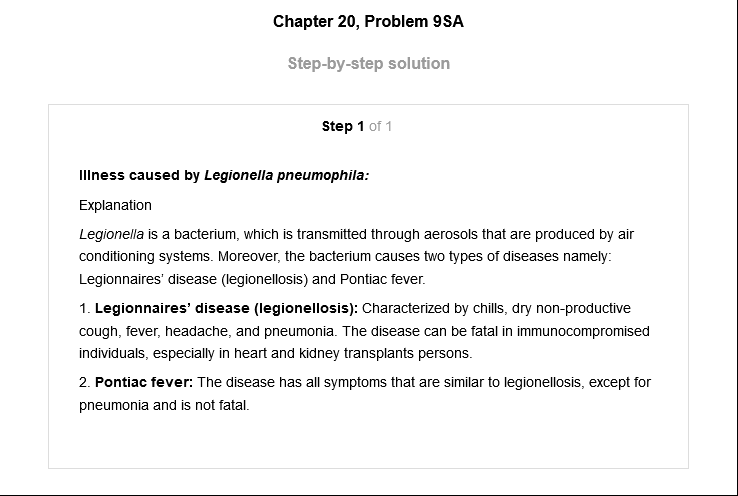 Chapter 20, Problem 9SA
Step-by-step solution
Step 1 of 1
Illness caused by Legionella pneumophila:
Explanation
Legionella is a bacterium, which is transmitted through aerosols that are produced by air
conditioning systems. Moreover, the bacterium causes two types of diseases namely:
Legionnaires’ disease (legionellosis) and Pontiac fever.
1. Legionnaires’ disease (legionellosis): Characterized by chills, dry non-productive
cough, fever, headache, and pneumonia. The disease can be fatal in immunocompromised
individuals, especially in heart and kidney transplants persons.
2. Pontiac fever: The disease has all symptoms that are similar to legionellosis, except for
pneumonia and is not fatal.